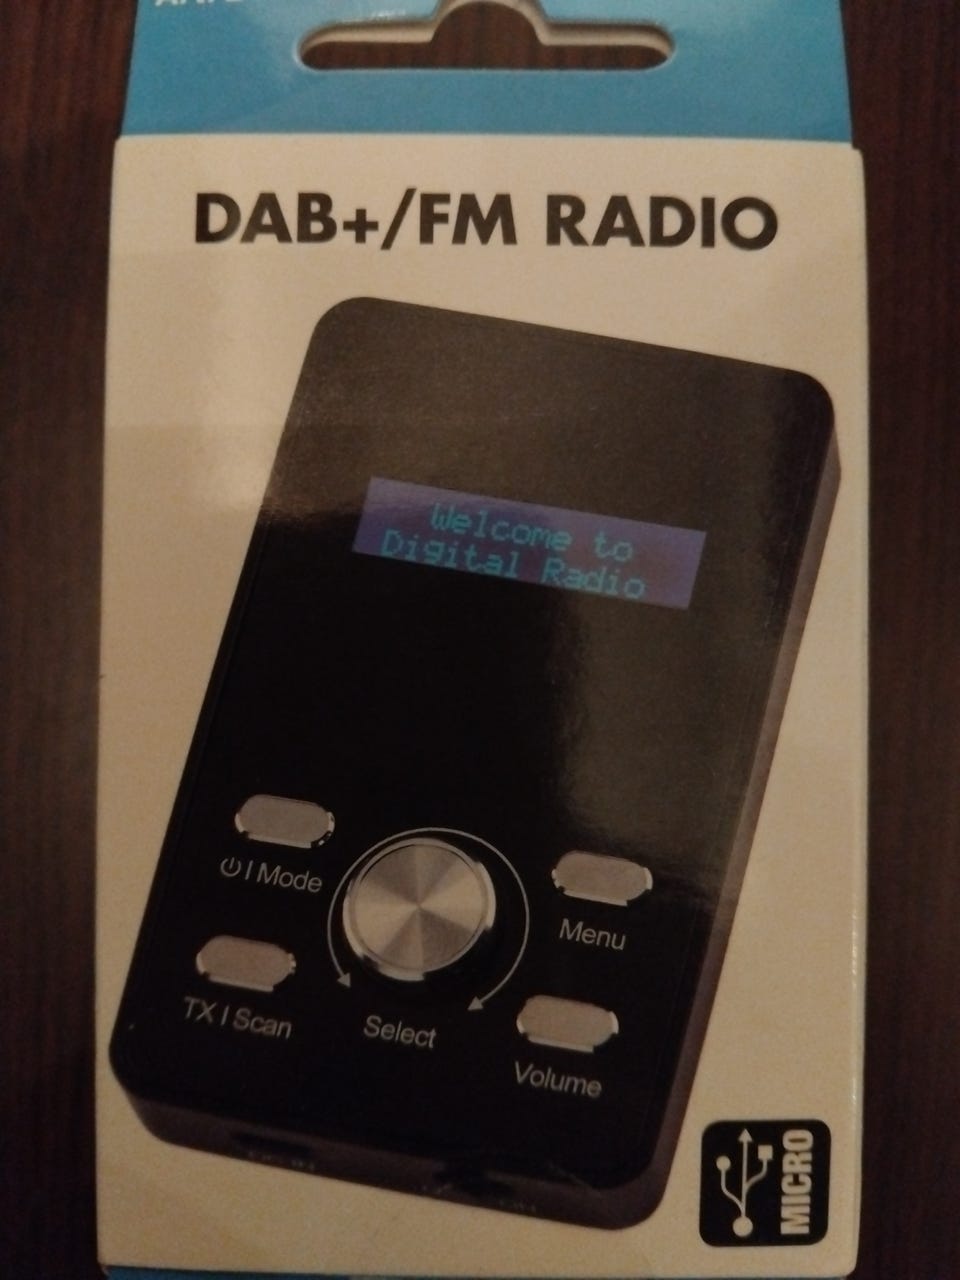 DAB+/FM RADIO
Welcome to
Digital Radio
⏻ | Mode
Menu
TX | Scan
Select
Volume
MICRO